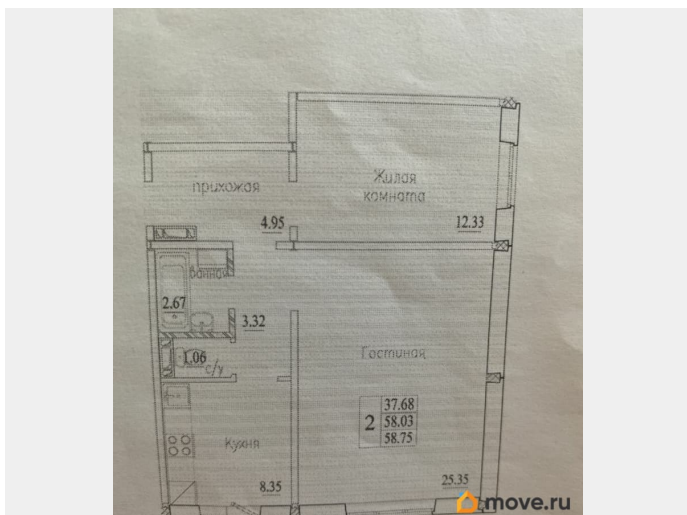 прихожая
4.95
Жилая
комната
12.33
ванная
2.67
3.32
1.06
с/у
Гостиная
2
37.68
58.03
58.75
Кухня
8.35
25.35
move.ru